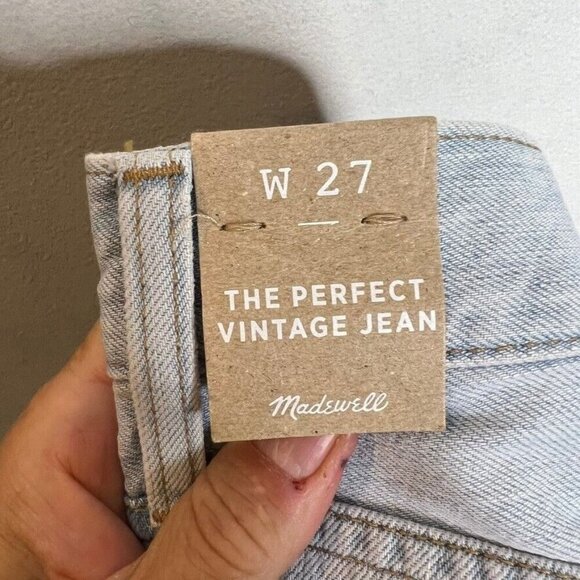 W 27
THE PERFECT
VINTAGE JEAN
Madewell